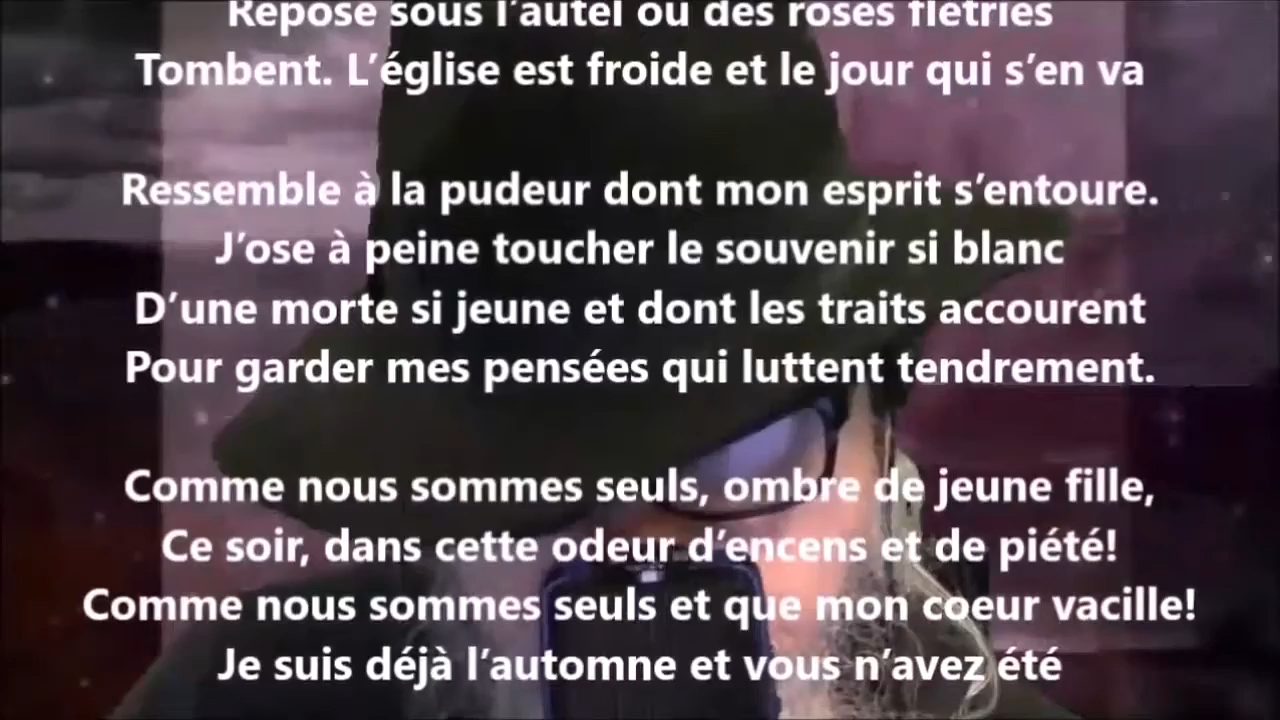 Repose sous l’autel où des roses flétries
Tombent. L’église est froide et le jour qui s’en va
Ressemble à la pudeur dont mon esprit s’entoure.
J’ose à peine toucher le souvenir si blanc
D’une morte si jeune et dont les traits accourent
Pour garder mes pensées qui luttent tendrement.
Comme nous sommes seuls, ombre de jeune fille,
Ce soir, dans cette odeur d’encens et de piété!
Comme nous sommes seuls et que mon coeur vacille!
Je suis déjà l’automne et vous n’avez été